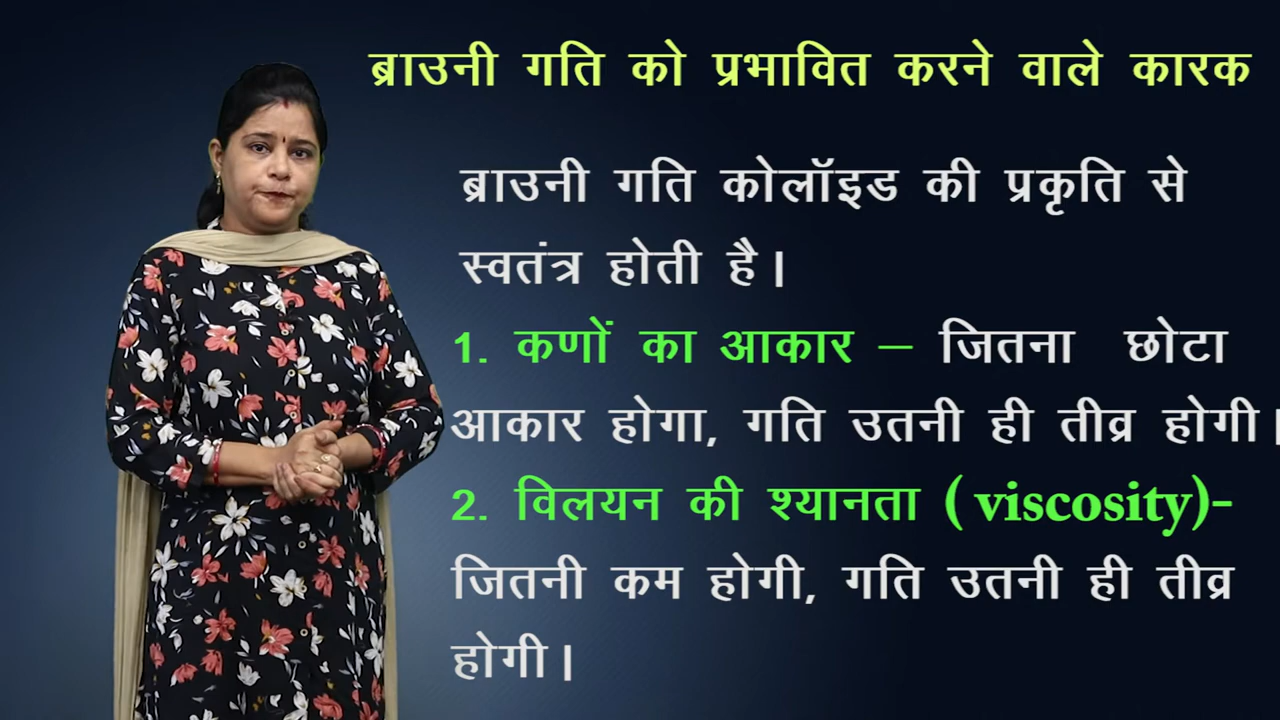 ब्राउनी गति को प्रभावित करने वाले कारक
ब्राउनी गति कोलॉइड की प्रकृति से
स्वतंत्र होती है।
1. कणों का आकार – जितना छोटा
आकार होगा, गति उतनी ही तीव्र होगी।
2. विलयन की श्यानता ( viscosity)-
जितनी कम होगी, गति उतनी ही तीव्र
होगी।